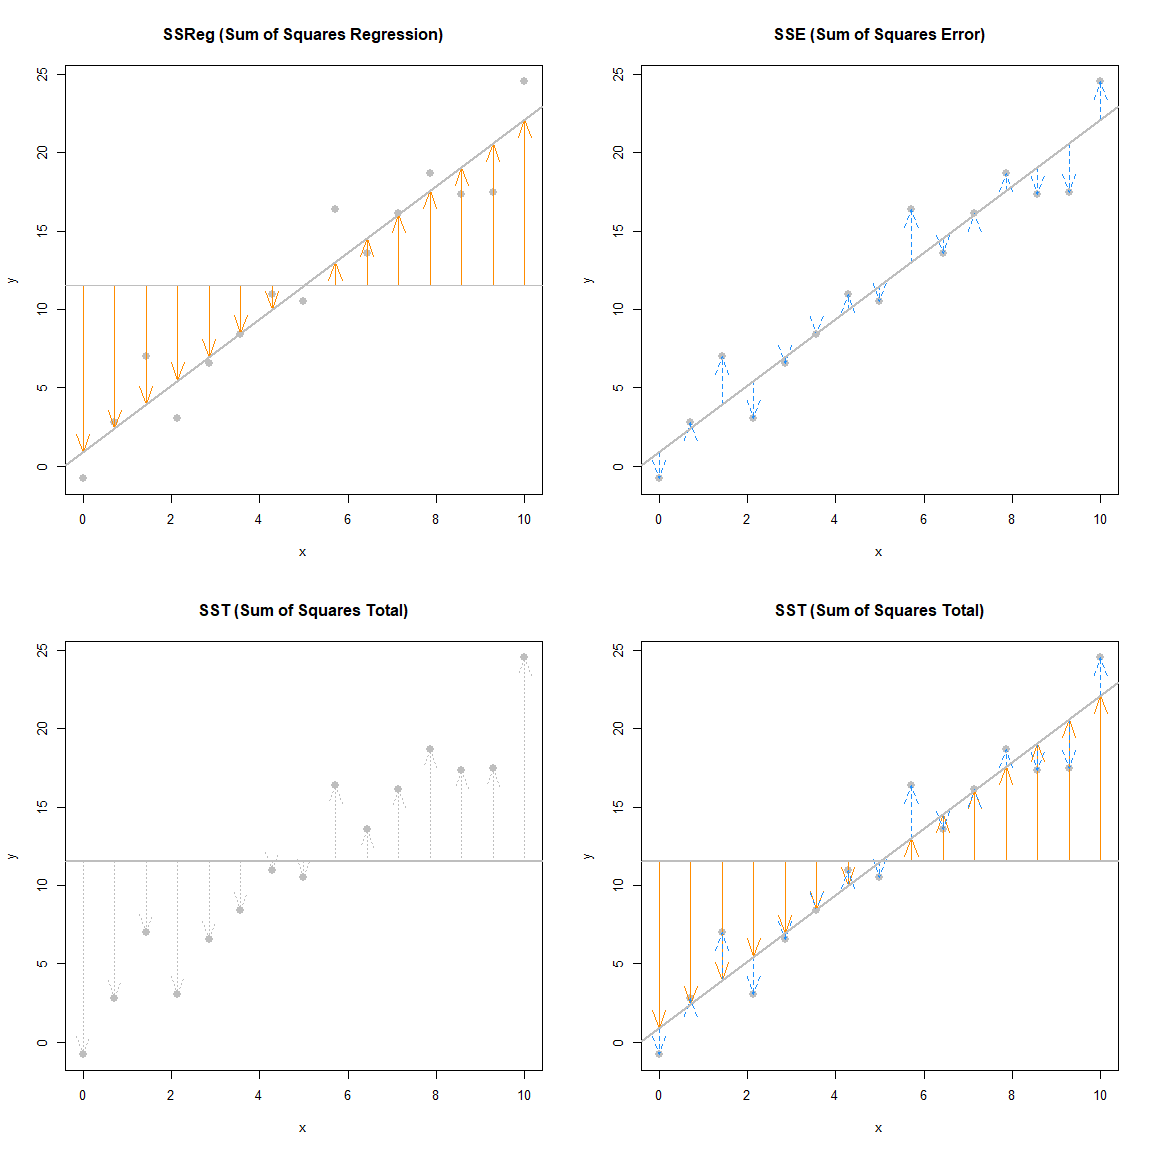 SSReg (Sum of Squares Regression)
y
25
20
15
10
5
0
0 2 4 6 8 10
x
SSE (Sum of Squares Error)
y
25
20
15
10
5
0
0 2 4 6 8 10
x
SST (Sum of Squares Total)
y
25
20
15
10
5
0
0 2 4 6 8 10
x
SST (Sum of Squares Total)
y
25
20
15
10
5
0
0 2 4 6 8 10
x